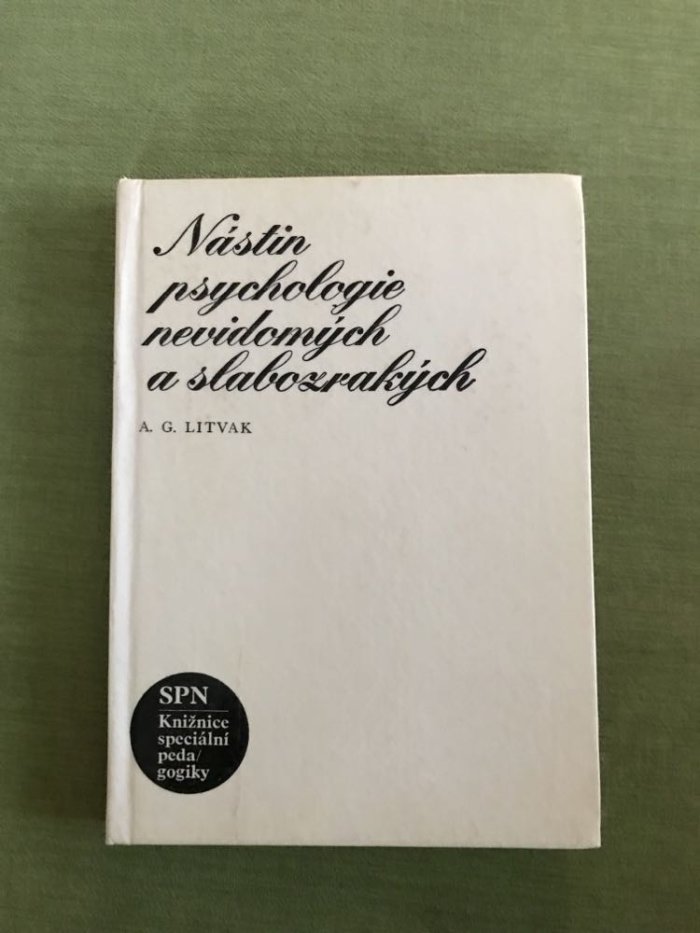 Nástin
psychologie
nevidomých
a slabozrakých
A. G. LITVAK
SPN
Knižnice
speciální
peda/
gogiky